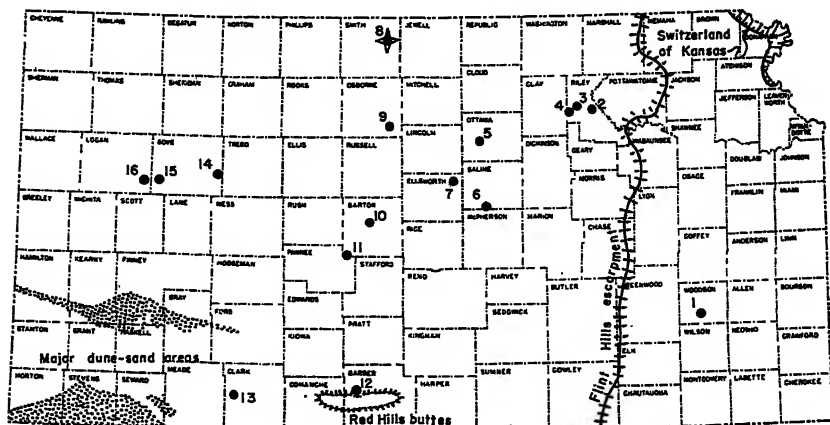 CHEYENNE RAWLINS DECATUR NORTON PHILLIPS SMITH JEWELL REPUBLIC WASHINGTON MARSHALL NEMAHA BROWN
8
Switzerland
of Kansas
SHERMAN THOMAS SHERIDAN GRAHAM ROOKS OSBORNE MITCHELL CLOUD CLAY RILEY POTTAWATOMIE JACKSON ATCHISON
JEFFERSON LEAVEN-
WORTH
4 3 2
9
WALLACE LOGAN GOVE TREGO ELLIS RUSSELL LINCOLN OTTAWA 5 DICKINSON GEARY WABAUNSEE SHAWNEE
DOUGLAS JOHNSON
16 15 14
ELLSWORTH 7 SALINE 6 MORRIS OSAGE
GREELEY WICHITA SCOTT LANE NESS RUSH BARTON 10 RICE McPHERSON MARION CHASE LYON FRANKLIN MIAMI
PAWNEE 11 STAFFORD COFFEY ANDERSON LINN
HAMILTON KEARNY FINNEY HODGEMAN
RENO HARVEY BUTLER GREENWOOD WOODSON ALLEN BOURBON
GRAY FORD EDWARDS SEDGWICK
1
STANTON GRANT HASKELL PRATT
KIOWA KINGMAN WILSON NEOSHO CRAWFORD
Flint Hills escarpment
Major dune-sand areas
MEADE CLARK COMANCHE BARBER HARPER SUMNER COWLEY ELK
MORTON STEVENS SEWARD 13 12 CHAUTAUQUA MONTGOMERY LABETTE CHEROKEE
Red Hills buttes